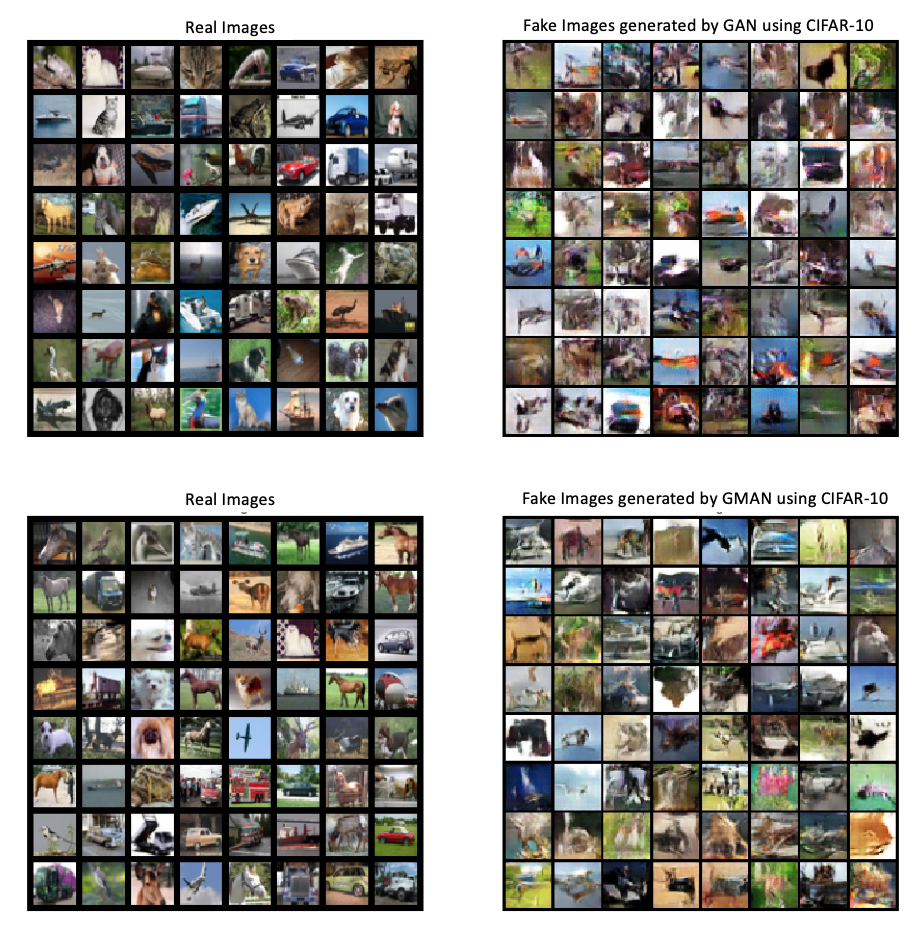 Real Images
Fake Images generated by GAN using CIFAR-10
Real Images
Fake Images generated by GMAN using CIFAR-10